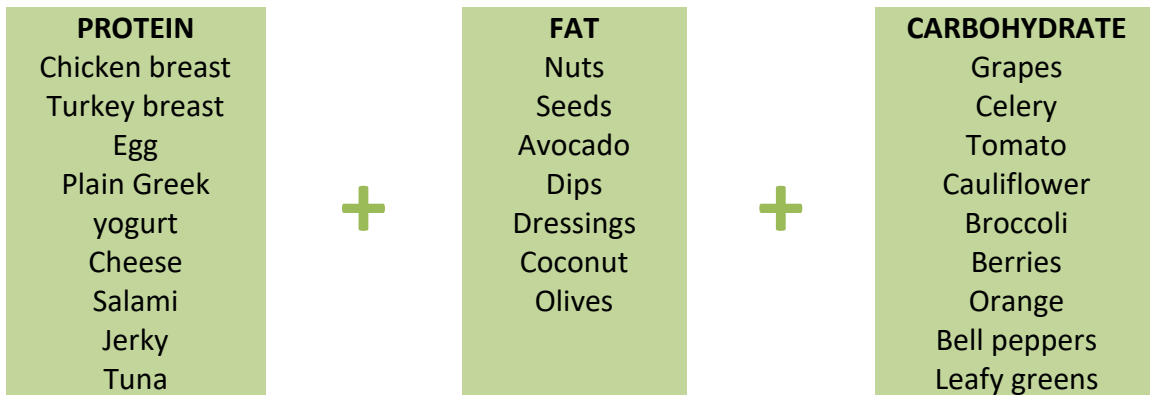 PROTEIN
Chicken breast
Turkey breast
Egg
Plain Greek
yogurt
Cheese
Salami
Jerky
Tuna
+
FAT
Nuts
Seeds
Avocado
Dips
Dressings
Coconut
Olives
+
CARBOHYDRATE
Grapes
Celery
Tomato
Cauliflower
Broccoli
Berries
Orange
Bell peppers
Leafy greens